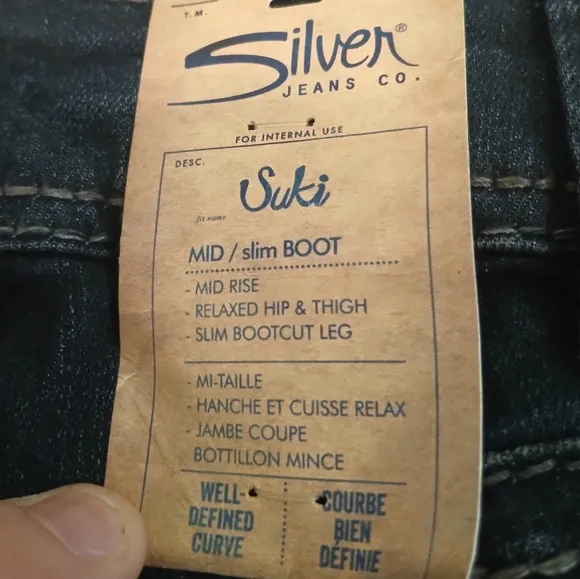 T.M.
Silver®
JEANS CO.
FOR INTERNAL USE
DESC.
Suki
fit name
MID / slim BOOT
- MID RISE
- RELAXED HIP & THIGH
- SLIM BOOTCUT LEG
- MI-TAILLE
- HANCHE ET CUISSE RELAX
- JAMBE COUPE
BOTTILLON MINCE
WELL-
DEFINED
CURVE
COURBE
BIEN
DÉFINIE